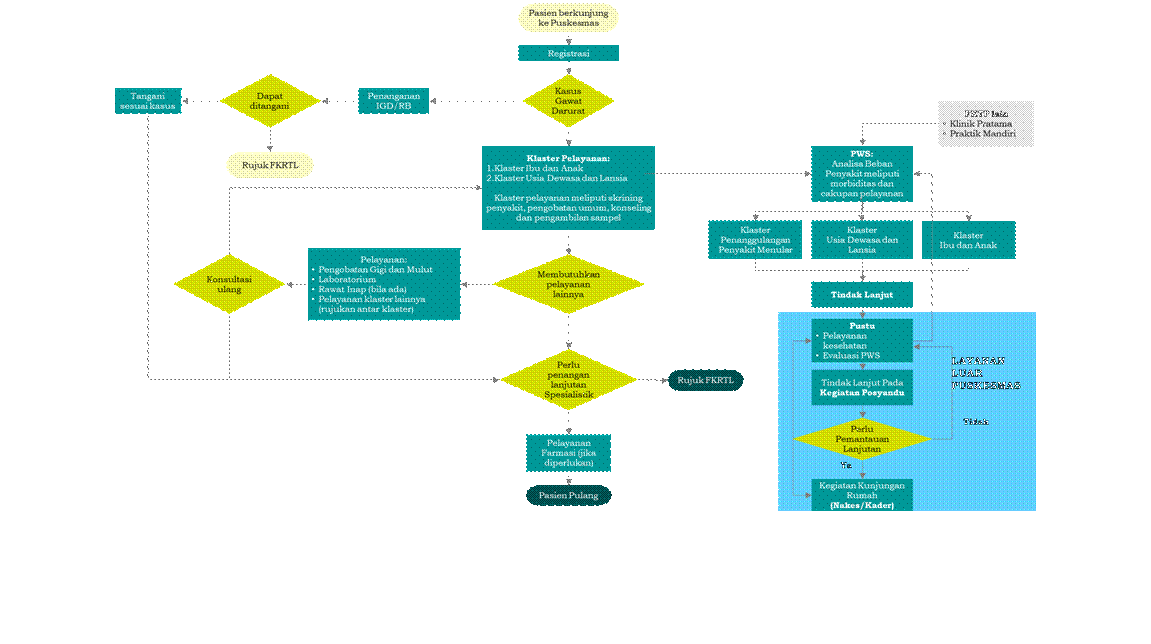 Pasien berkunjung
ke Puskesmas
Registrasi
Kasus
Gawat
Darurat
Penanganan
IGD/RB
Dapat
ditangani
Tangani
sesuai kasus
Rujuk FKRTL
Klaster Pelayanan:
1.Klaster Ibu dan Anak
2.Klaster Usia Dewasa dan Lansia
Klaster pelayanan meliputi skrining
penyakit, pengobatan umum, konseling
dan pengambilan sampel
Membutuhkan
pelayanan
lainnya
Pelayanan:
• Pengobatan Gigi dan Mulut
• Laboratorium
• Rawat Inap (bila ada)
• Pelayanan klaster lainnya
(rujukan antar klaster)
Konsultasi
ulang
Perlu
penangan
lanjutan
Spesialistik
Rujuk FKRTL
Pelayanan
Farmasi (jika
diperlukan)
Pasien Pulang
FKTP lain
• Klinik Pratama
• Praktik Mandiri
PWS:
Analisa Beban
Penyakit meliputi
morbiditas dan
cakupan pelayanan
Klaster
Penanggulangan
Penyakit Menular
Klaster
Usia Dewasa dan
Lansia
Klaster
Ibu dan Anak
Tindak Lanjut
Pustu
• Pelayanan
kesehatan
• Evaluasi PWS
LAYANAN
LUAR
PUSKESMAS
Tindak Lanjut Pada
Kegiatan Posyandu
Perlu
Pemantauan
Lanjutan
Tidak
Ya
Kegiatan Kunjungan
Rumah
(Nakes/Kader)